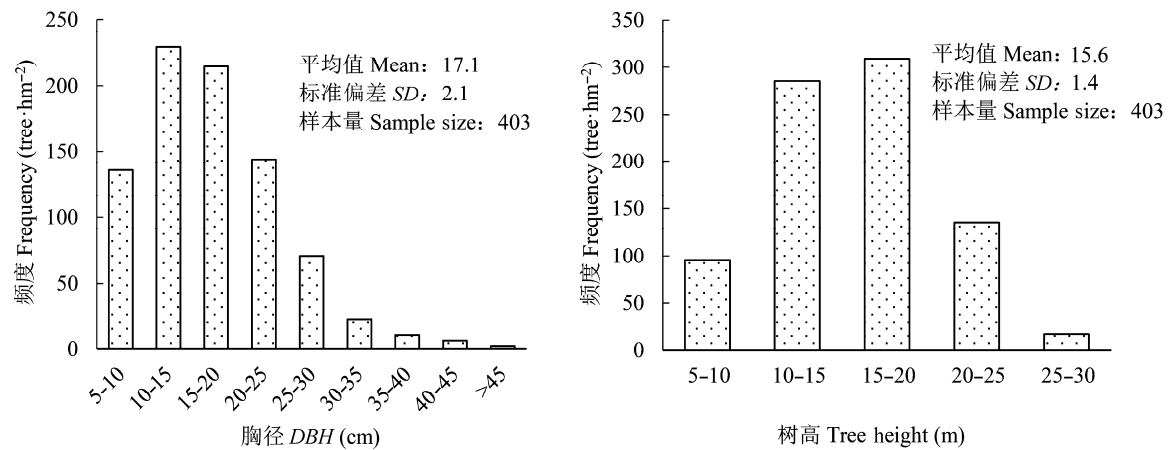 250
200
150
100
50
0
频度 Frequency (tree·hm⁻²)
平均值 Mean：17.1
标准偏差 SD：2.1
样本量 Sample size：403
5-10
10-15
15-20
20-25
25-30
30-35
35-40
40-45
>45
胸径 DBH (cm)
350
300
250
200
150
100
50
0
频度 Frequency (tree·hm⁻²)
平均值 Mean：15.6
标准偏差 SD：1.4
样本量 Sample size：403
5-10
10-15
15-20
20-25
25-30
树高 Tree height (m)